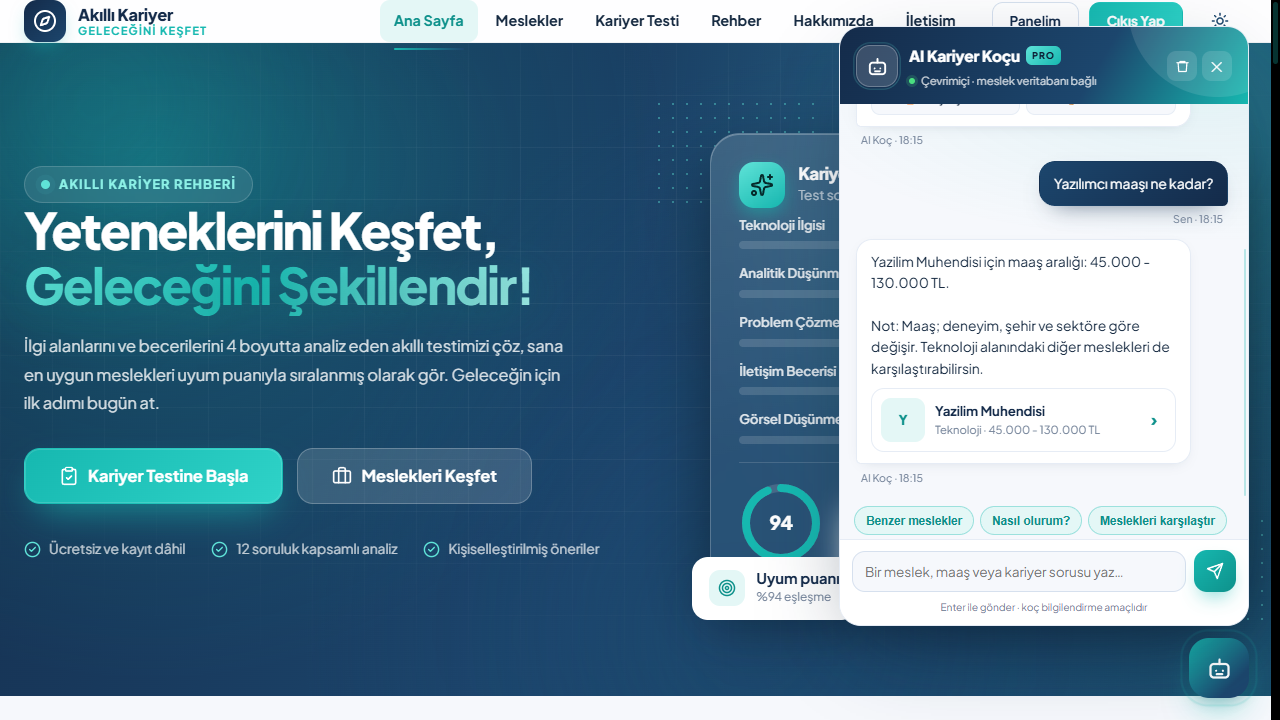 Akıllı Kariyer
GELECEĞİNİ KEŞFET
Ana Sayfa
Meslekler
Kariyer Testi
Rehber
Hakkımızda
İletişim
Panelim
Çıkış Yap
AKILLI KARİYER REHBERİ
Yeteneklerini Keşfet,
Geleceğini Şekillendir!
İlgi alanlarını ve becerilerini 4 boyutta analiz eden akıllı testimizi çöz, sana
en uygun meslekleri uyum puanıyla sıralanmış olarak gör. Geleceğin için
ilk adımı bugün at.
Kariyer Testine Başla
Meslekleri Keşfet
Ücretsiz ve kayıt dâhil
12 soruluk kapsamlı analiz
Kişiselleştirilmiş öneriler
Teknoloji İlgisi
Analitik Düşünm
Problem Çözme
İletişim Becerisi
Görsel Düşünme
94
Uyum puanı
%94 eşleşme
AI Kariyer Koçu PRO
Çevrimiçi · meslek veritabanı bağlı
AI Koç · 18:15
Yazılımcı maaşı ne kadar?
Sen · 18:15
Yazilim Muhendisi için maaş aralığı: 45.000 -
130.000 TL.
Not: Maaş; deneyim, şehir ve sektöre göre
değişir. Teknoloji alanındaki diğer meslekleri de
karşılaştırabilirsin.
Y
Yazilim Muhendisi
Teknoloji · 45.000 - 130.000 TL
AI Koç · 18:15
Benzer meslekler
Nasıl olurum?
Meslekleri karşılaştır
Bir meslek, maaş veya kariyer sorusu yaz...
Enter ile gönder · koç bilgilendirme amaçlıdır